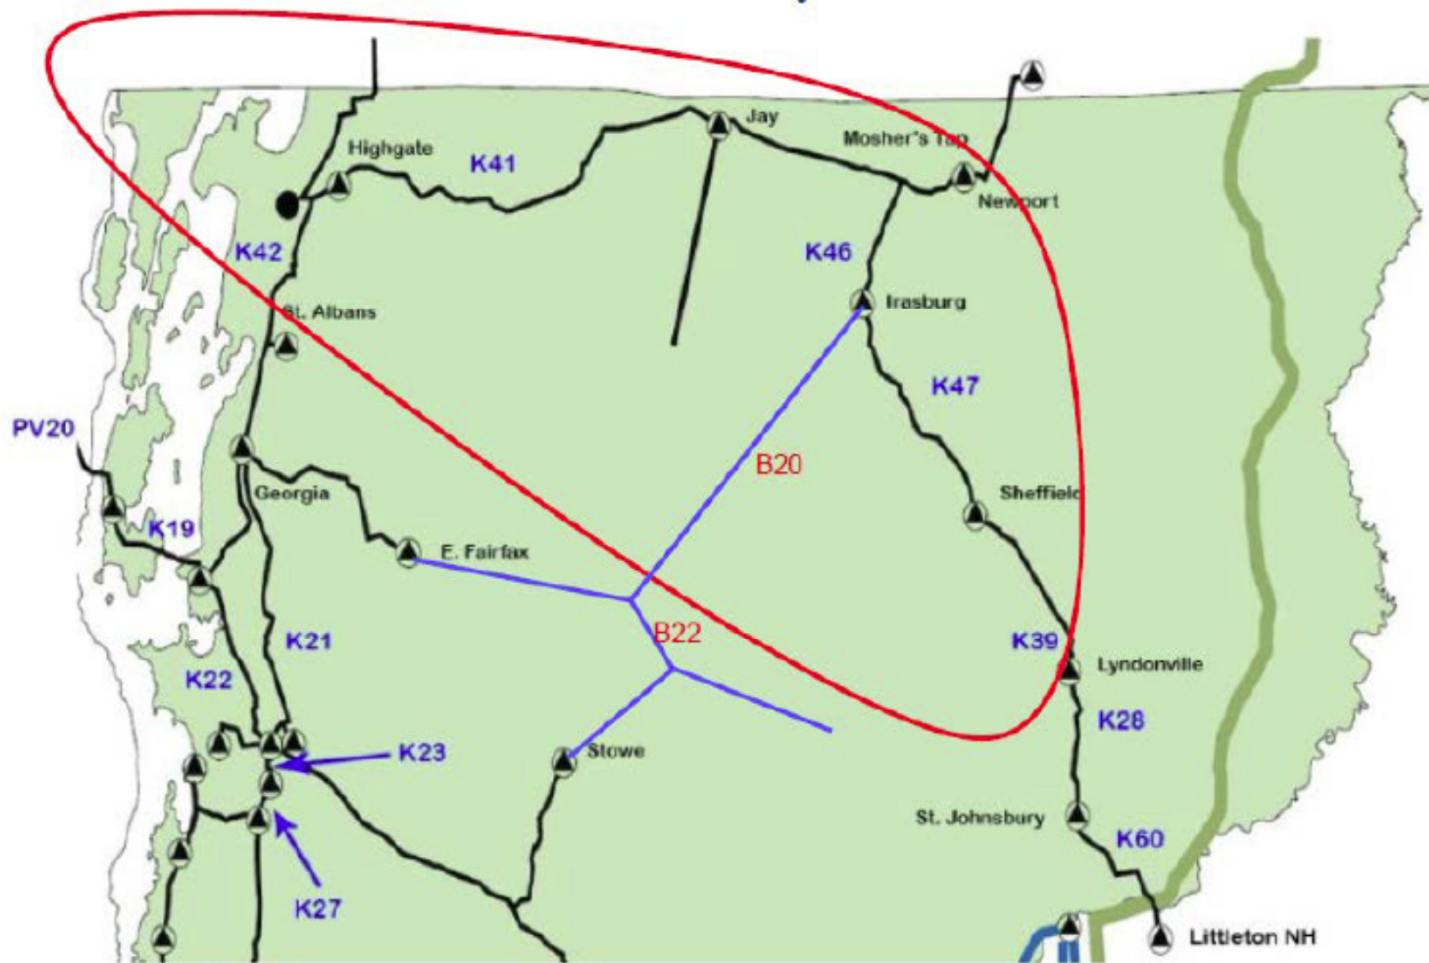 Jay
Mosher's Tap
Highgate
K41
Newport
K42
K46
Irasburg
St. Albans
K47
PV20
B20
Georgia
Sheffield
K19
E. Fairfax
B22
K21
K39
Lyndonville
K22
K28
K23
Stowe
St. Johnsbury
K60
K27
Littleton NH